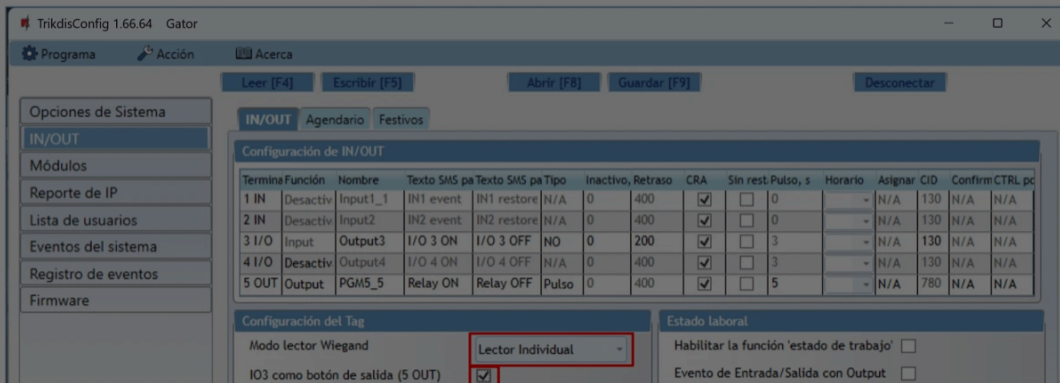 TrikdisConfig 1.66.64 Gator
Programa Acción Acerca
Leer [F4] Escribir [F5] Abrir [F8] Guardar [F9] Desconectar
Opciones de Sistema
IN/OUT
Módulos
Reporte de IP
Lista de usuarios
Eventos del sistema
Registro de eventos
Firmware
IN/OUT Agendario Festivos
Configuración de IN/OUT
Termina Función Nombre Texto SMS pa Texto SMS pa Tipo Inactivo, Retraso CRA Sin rest Pulso, s Horario Asignar CID Confirm CTRL po
1 IN Desactiv Input1_1 IN1 event IN1 restore N/A 0 400 0 N/A 130 N/A N/A
2 IN Desactiv Input2 IN2 event IN2 restore N/A 0 400 0 N/A 130 N/A N/A
3 I/O Input Output3 I/O 3 ON I/O 3 OFF NO 0 200 3 N/A 130 N/A N/A
4 I/O Desactiv Output4 I/O 4 ON I/O 4 OFF N/A 0 400 3 N/A 130 N/A N/A
5 OUT Output PGM5_5 Relay ON Relay OFF Pulso 0 400 5 N/A 780 N/A N/A
Configuración del Tag
Modo lector Wiegand Lector Individual
IO3 como botón de salida (5 OUT)
Estado laboral
Habilitar la función 'estado de trabajo'
Evento de Entrada/Salida con Output